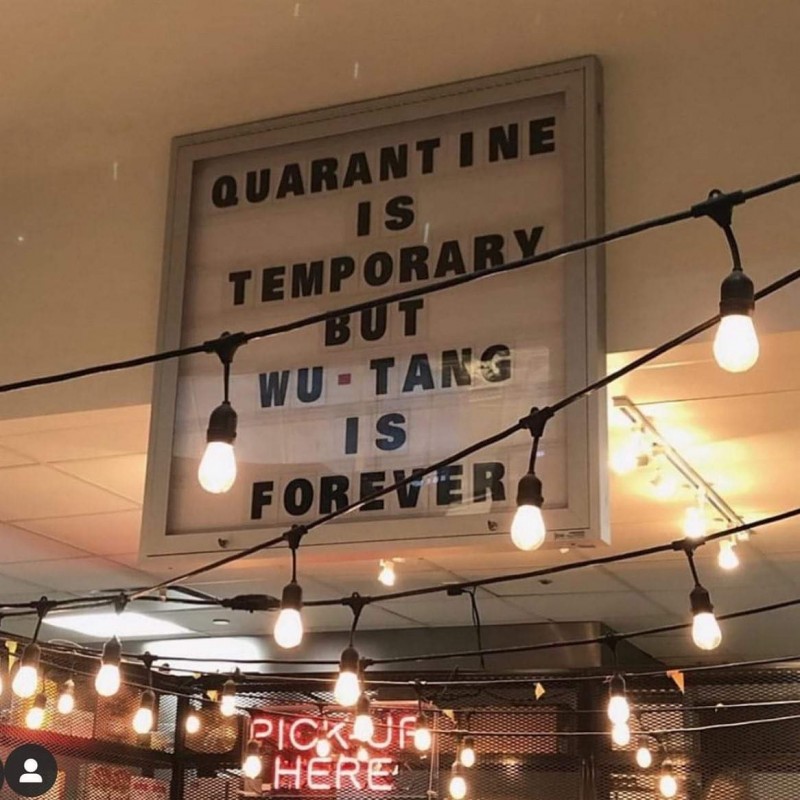 QUARANTINE
IS
TEMPORARY
BUT
WU-TANG
IS
FOREVER
PICK-UP
HERE